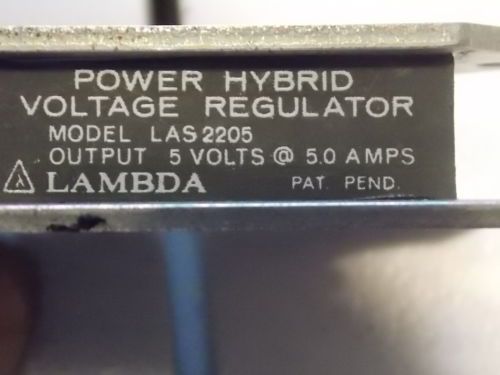 POWER HYBRID
VOLTAGE REGULATOR
MODEL LAS 2205
OUTPUT 5 VOLTS @ 5.0 AMPS
λ LAMBDA PAT. PEND.